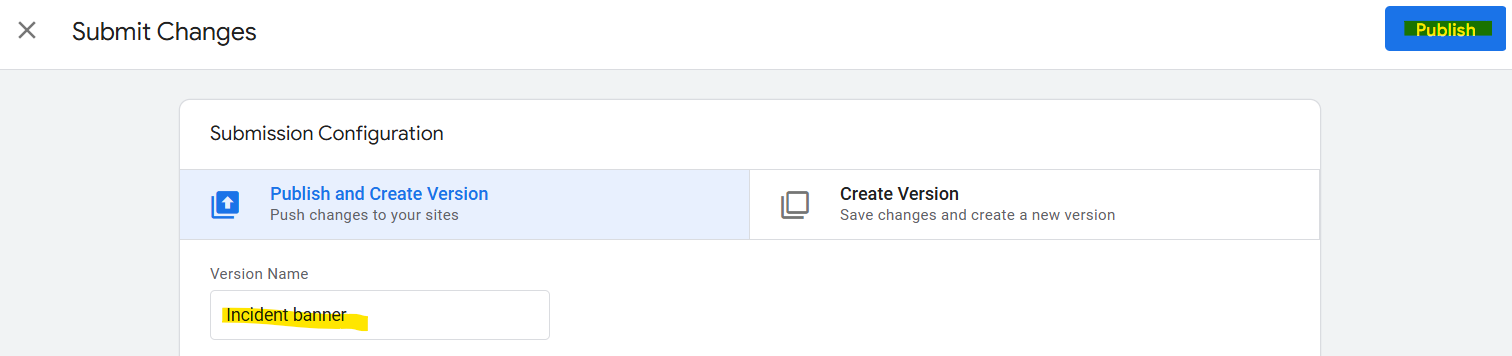 Submit Changes
Publish
Submission Configuration
Publish and Create Version
Push changes to your sites
Create Version
Save changes and create a new version
Version Name
Incident banner